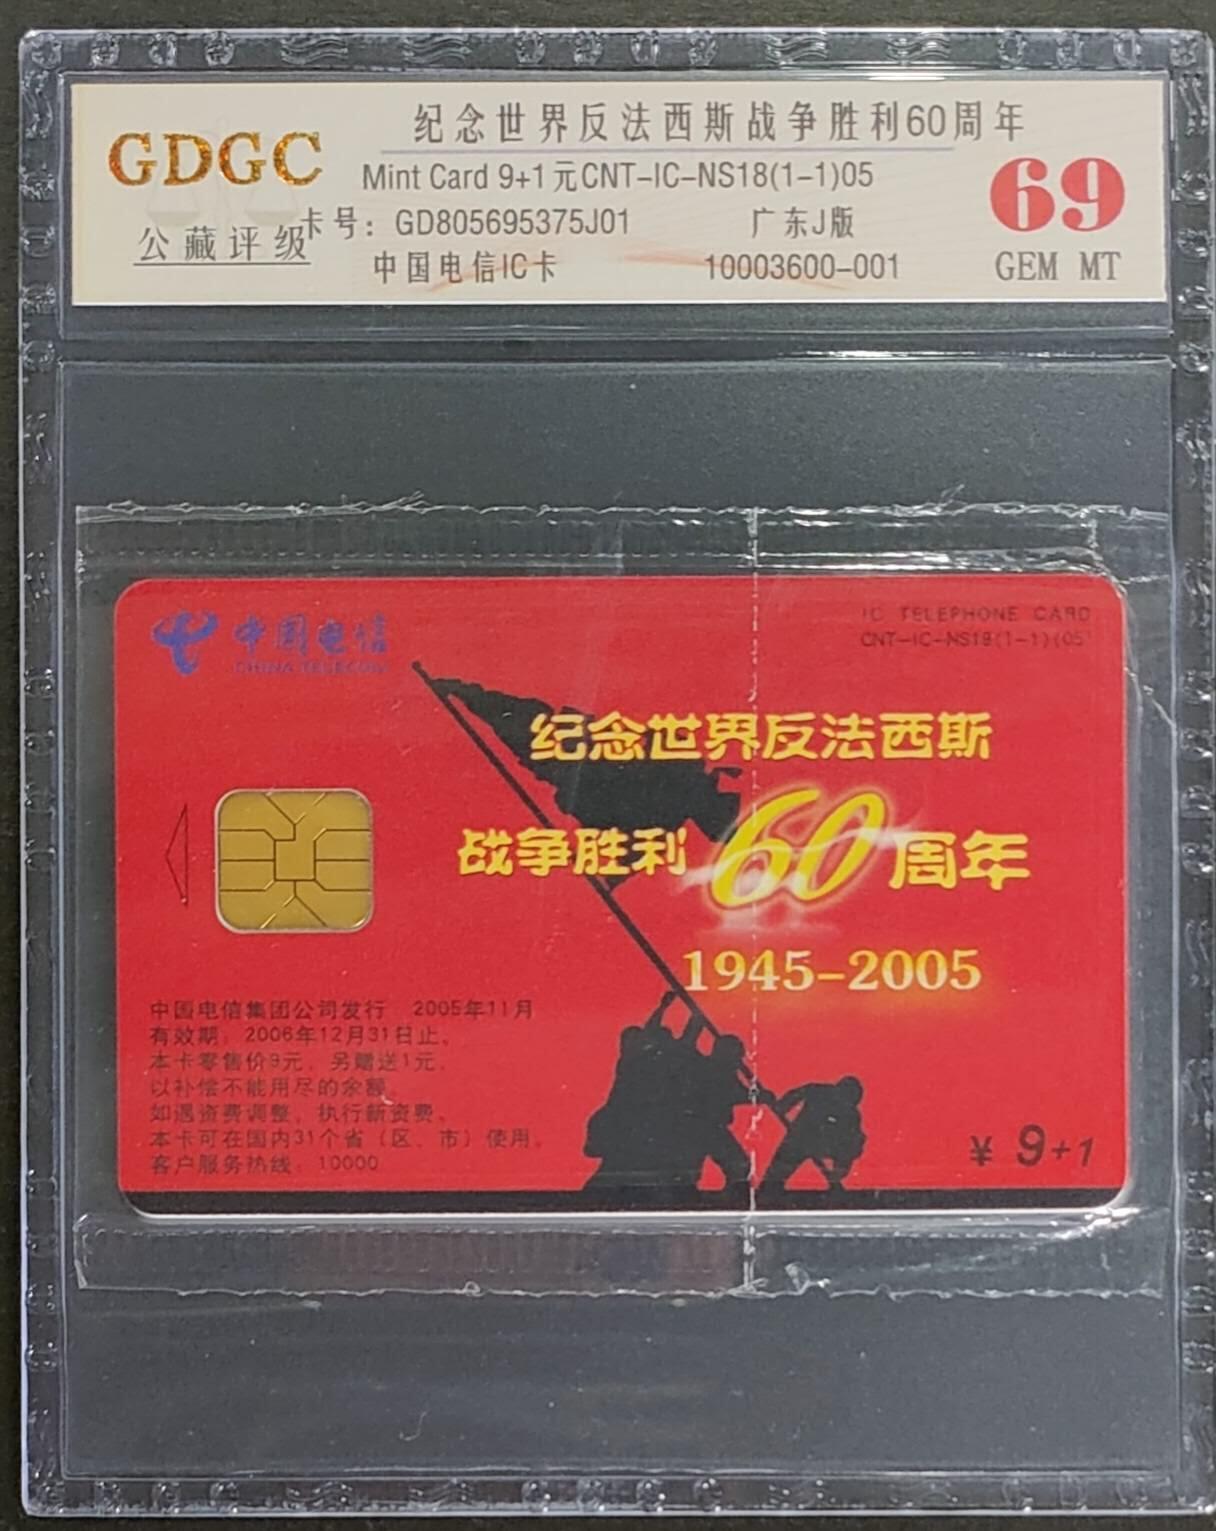 GDGC
公藏评级
纪念世界反法西斯战争胜利60周年
Mint Card 9+1元CNT-IC-NS18(1-1)05
卡号: GD805695375J01 广东J版
中国电信IC卡 10003600-001
69
GEM MT
中国电信
CHINA TELECOM
IC TELEPHONE CARD
CNT-IC-NS18(1-1)(05
纪念世界反法西斯
战争胜利60周年
1945-2005
中国电信集团公司发行 2005年11月
有效期: 2006年12月31日止。
本卡零售价9元,另赠送1元,
以补偿不能用尽的余额。
如遇资费调整,执行新资费。
本卡可在国内31个省(区、市)使用。
客户服务热线: 10000
¥ 9+1